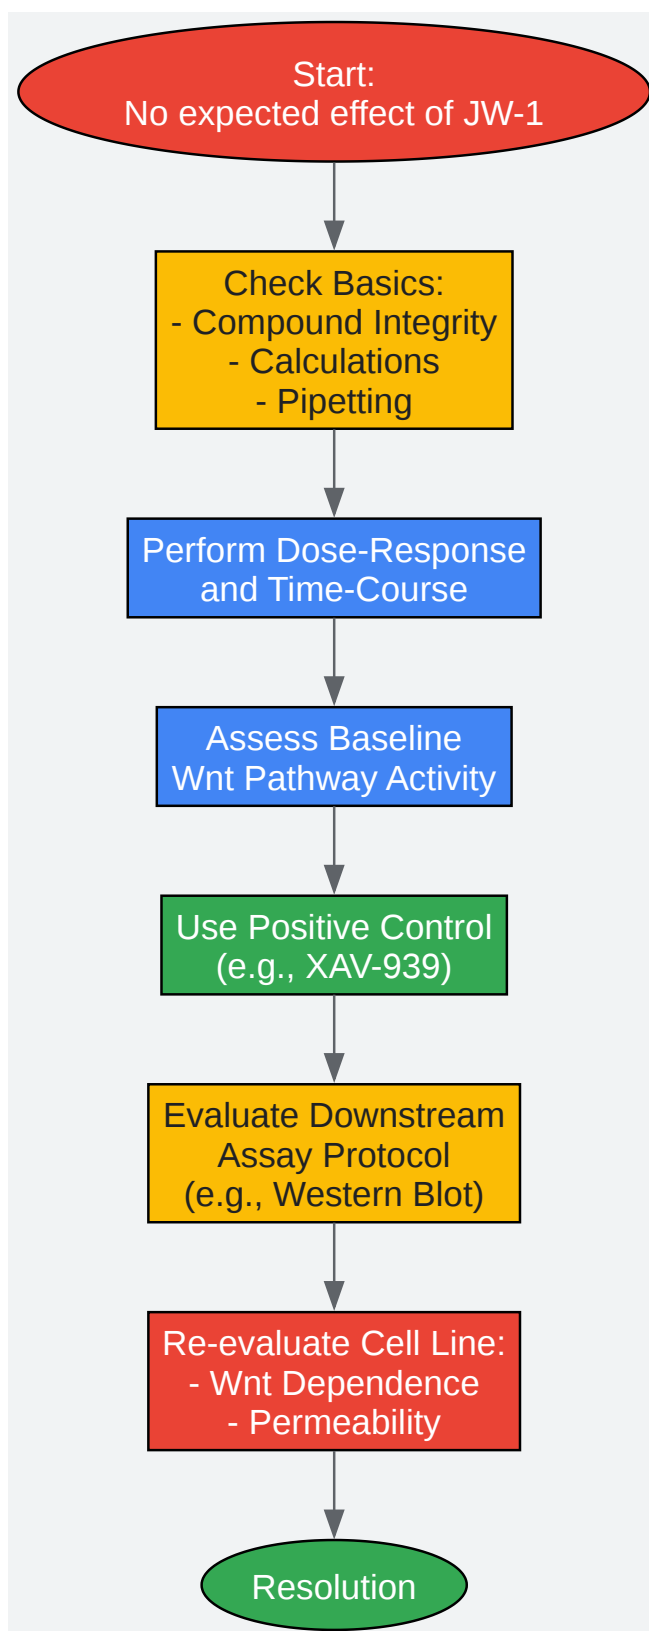 Start:
No expected effect of JW-1
Check Basics:
- Compound Integrity
- Calculations
- Pipetting
Perform Dose-Response
and Time-Course
Assess Baseline
Wnt Pathway Activity
Use Positive Control
(e.g., XAV-939)
Evaluate Downstream
Assay Protocol
(e.g., Western Blot)
Re-evaluate Cell Line:
- Wnt Dependence
- Permeability
Resolution